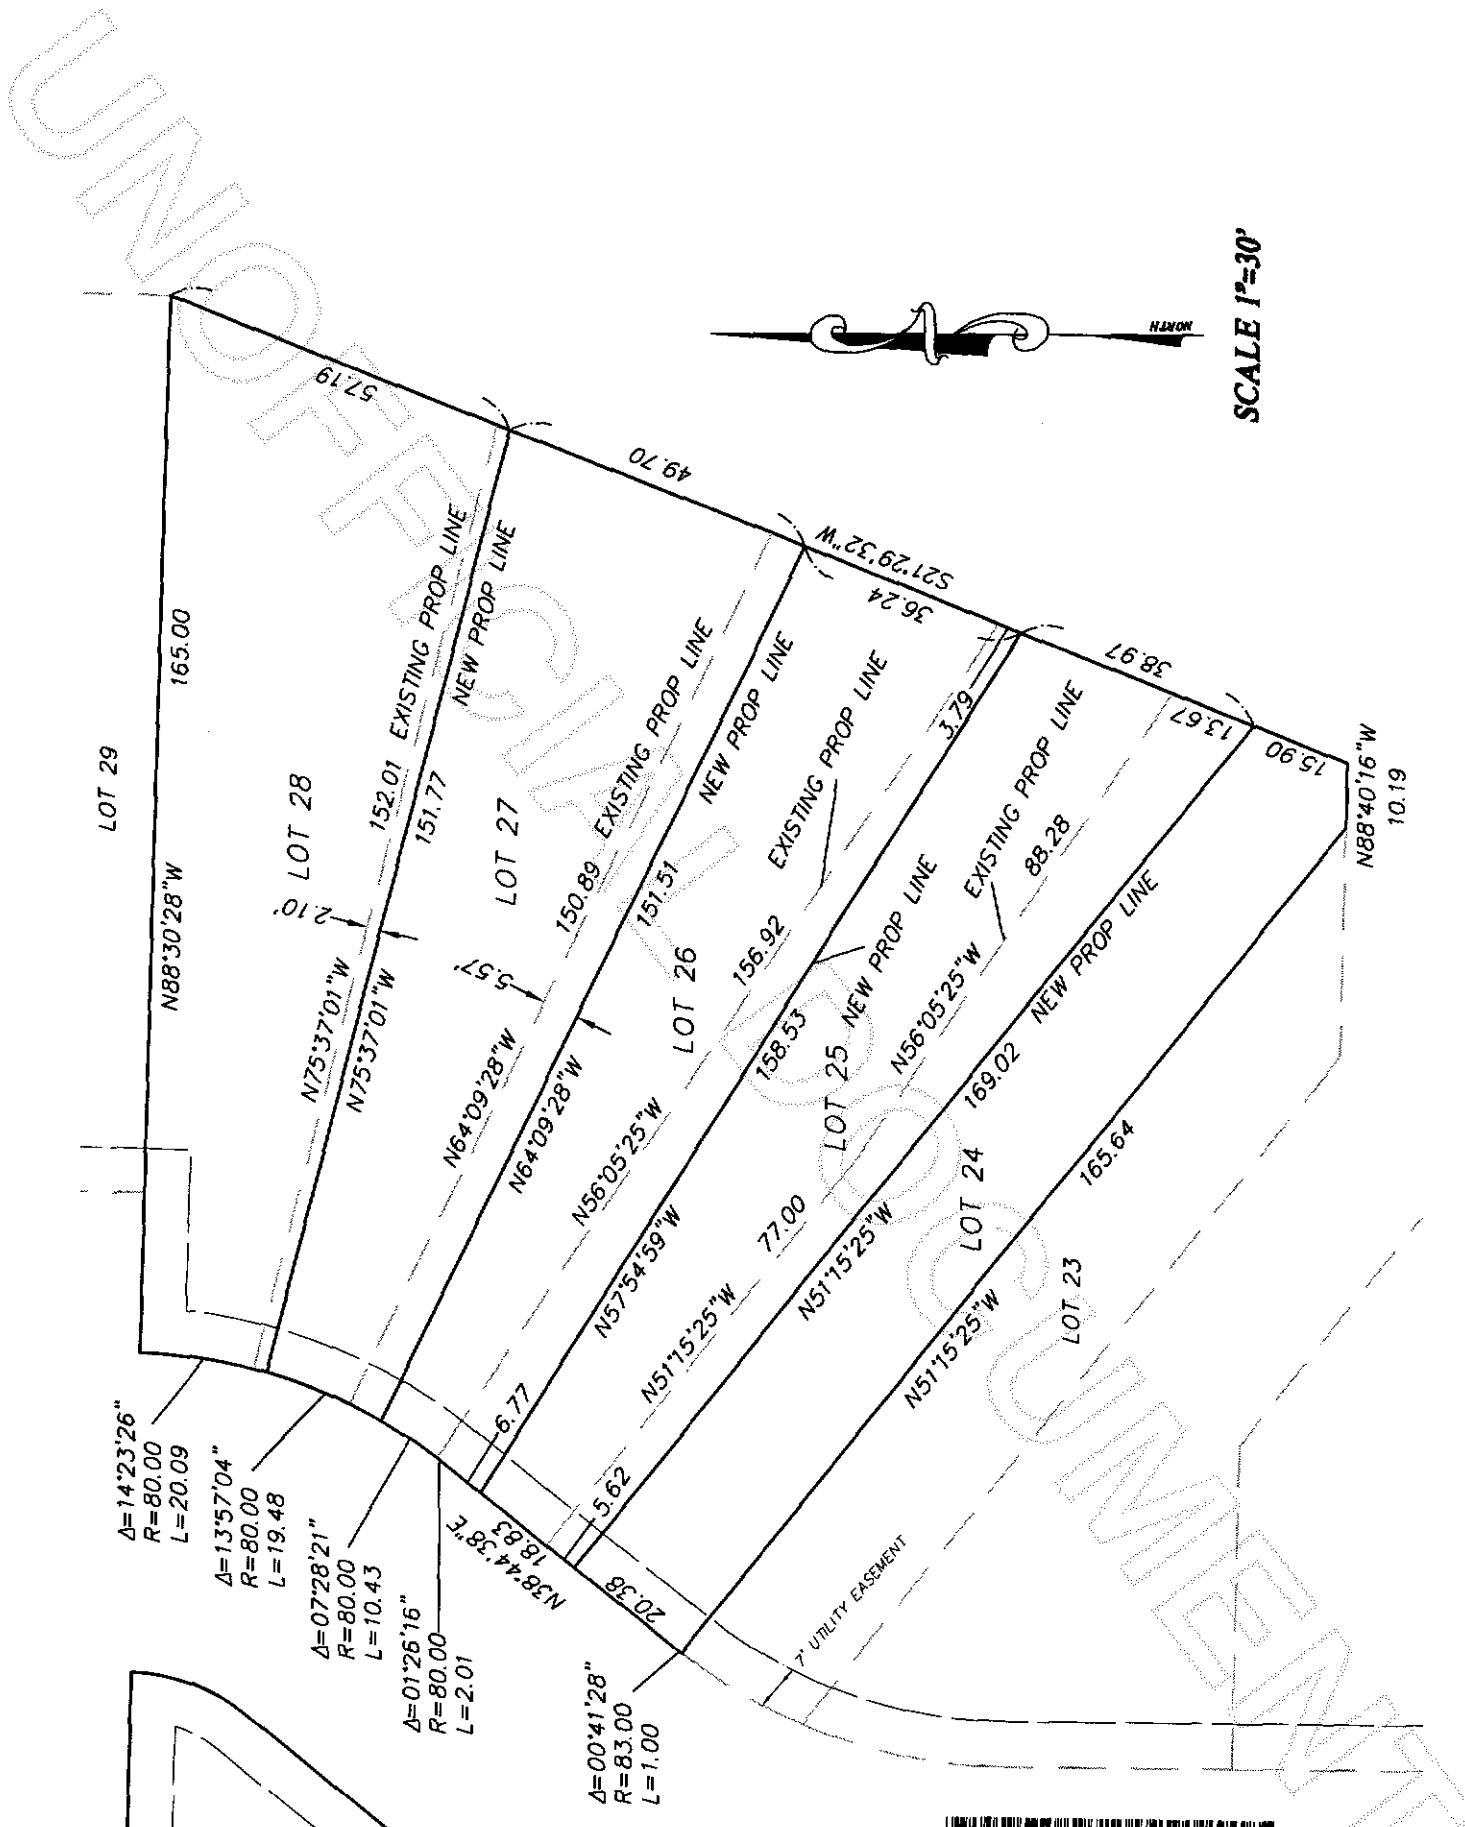 UNOFFICIAL DOCUMENT
LOT 29
N88°30'28"W
165.00
57.19
LOT 28
2.10'
N75°37'01"W
152.01
EXISTING PROP LINE
N75°37'01"W
151.77
NEW PROP LINE
LOT 27
49.70
5.57'
N64°09'28"W
150.89
EXISTING PROP LINE
N64°09'28"W
151.51
NEW PROP LINE
S21°29'32"W
36.24
LOT 26
N56°05'25"W
156.92
EXISTING PROP LINE
3.79
6.77
N57°54'59"W
158.53
NEW PROP LINE
38.97
LOT 25
N51°15'25"W
77.00
N56°05'25"W
88.28
EXISTING PROP LINE
13.67
5.62
N51°15'25"W
169.02
NEW PROP LINE
15.90
LOT 24
N51°15'25"W
165.64
N88°40'16"W
10.19
LOT 23
Δ=14°23'26"
R=80.00
L=20.09
Δ=13°57'04"
R=80.00
L=19.48
Δ=07°28'21"
R=80.00
L=10.43
Δ=01°26'16"
R=80.00
L=2.01
N38°44'38"E
18.83
20.38
Δ=00°41'28"
R=83.00
L=1.00
7' UTILITY EASEMENT
NORTH
SCALE 1"=30'